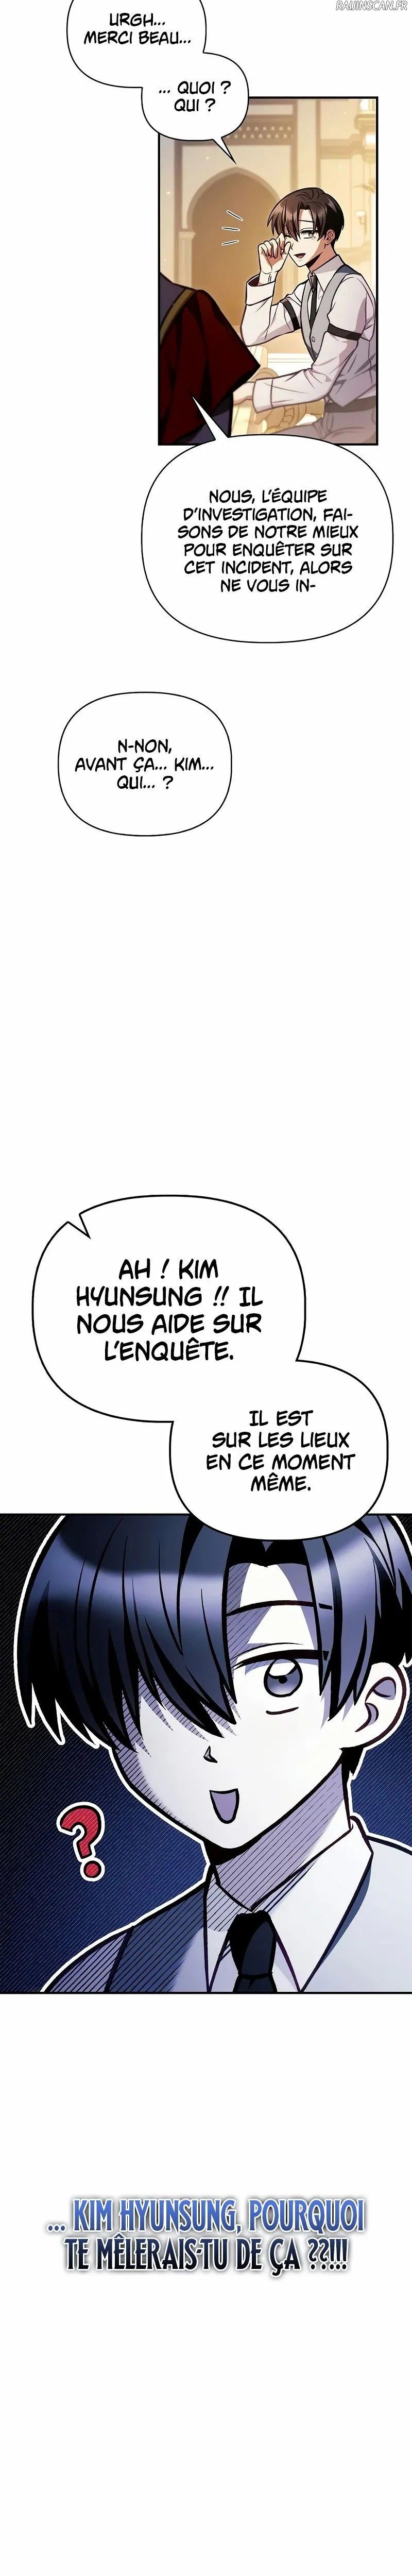 RAIJINSCAN.FR
URGH...
MERCI BEAU...
... QUOI ?
QUI ?
NOUS, L'ÉQUIPE
D'INVESTIGATION, FAI-
SONS DE NOTRE MIEUX
POUR ENQUÊTER SUR
CET INCIDENT, ALORS
NE VOUS IN-
N-NON,
AVANT ÇA... KIM...
QUI... ?
AH ! KIM
HYUNSUNG !! IL
NOUS AIDE SUR
L'ENQUÊTE.
IL EST
SUR LES LIEUX
EN CE MOMENT
MÊME.
?
... KIM HYUNSUNG, POURQUOI
TE MÊLERAIS-TU DE ÇA ??!!!